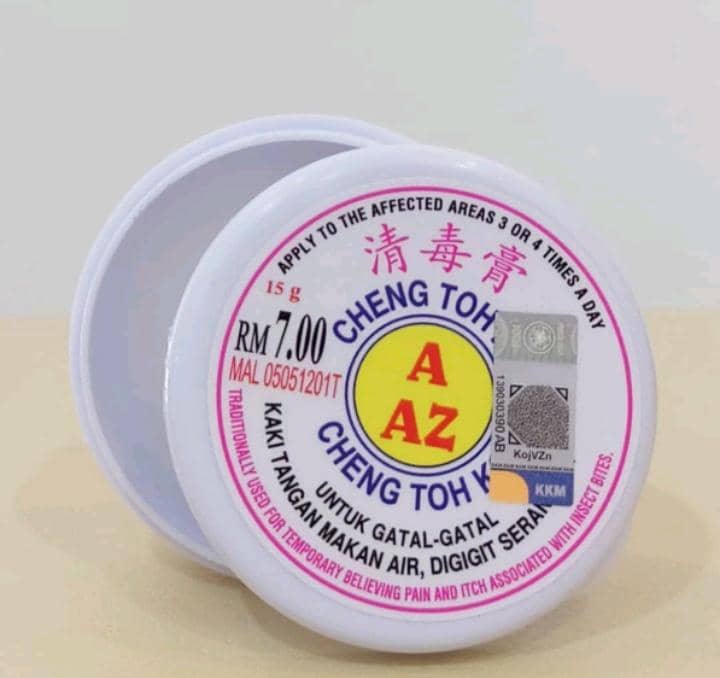 APPLY TO THE AFFECTED AREAS 3 OR 4 TIMES A DAY
清毒膏
15 g
CHENG TOH
RM 7.00
MAL 05051201T
A
AZ
139030390 AB
KojVZn
KKM
CHENG TOH
UNTUK GATAL-GATAL
KAKI TANGAN MAKAN AIR, DIGIGIT
TRADITIONALLY USED FOR TEMPORARY BELIEVING PAIN AND ITCH ASSOCIATED WITH INSECT BITES.